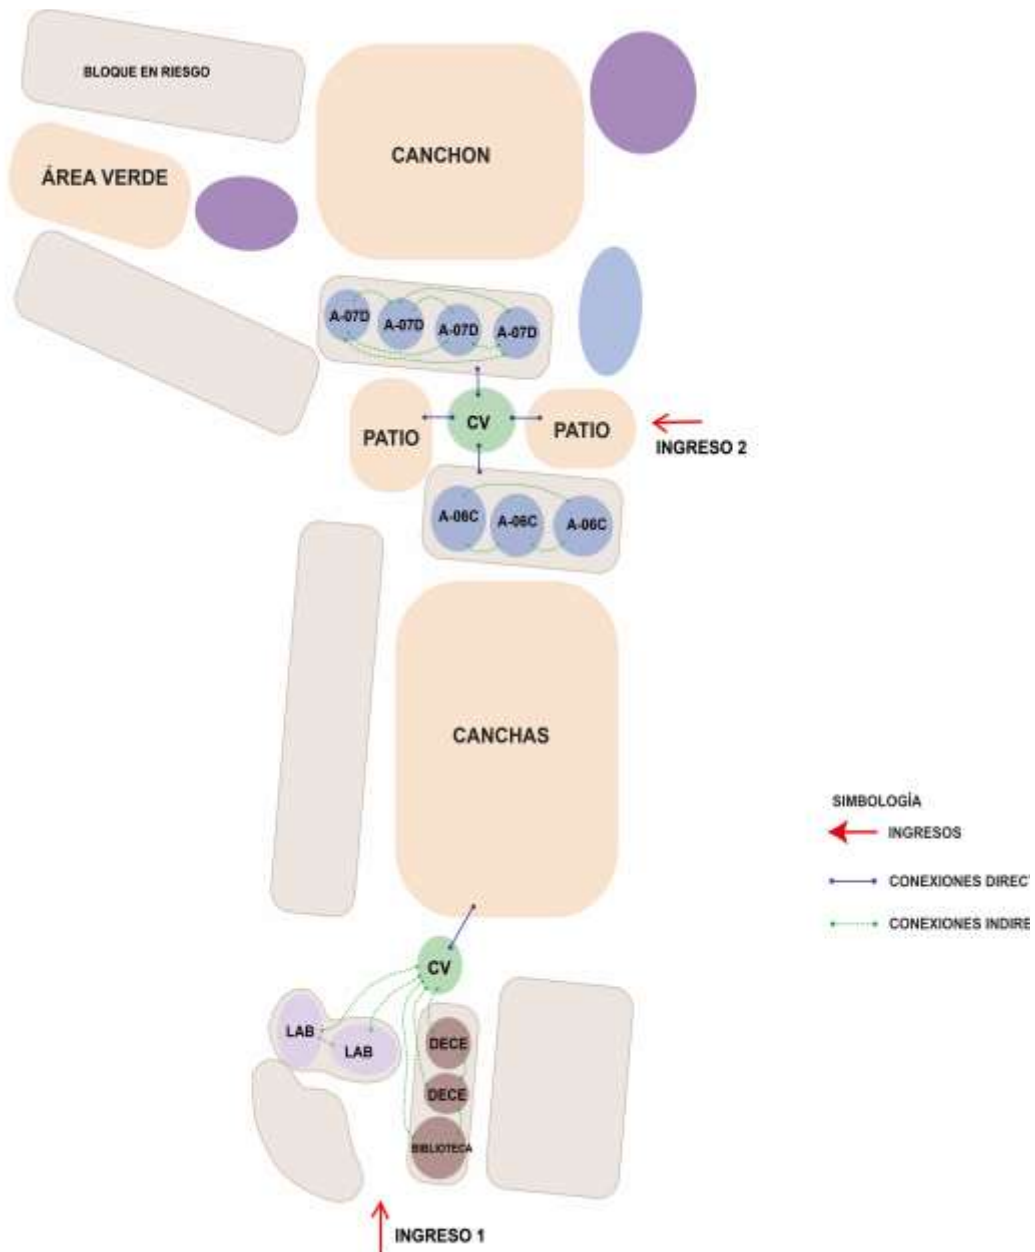 BLOQUE EN RIESGO
CANCHON
ÁREA VERDE
A-07D
A-07D
A-07D
A-07D
CV
PATIO
PATIO
INGRESO 2
A-06C
A-06C
A-06C
CANCHAS
SIMBOLOGÍA
INGRESOS
CONEXIONES DIRECT
CONEXIONES INDIRE
CV
LAB
LAB
DECE
DECE
BIBLIOTECA
INGRESO 1